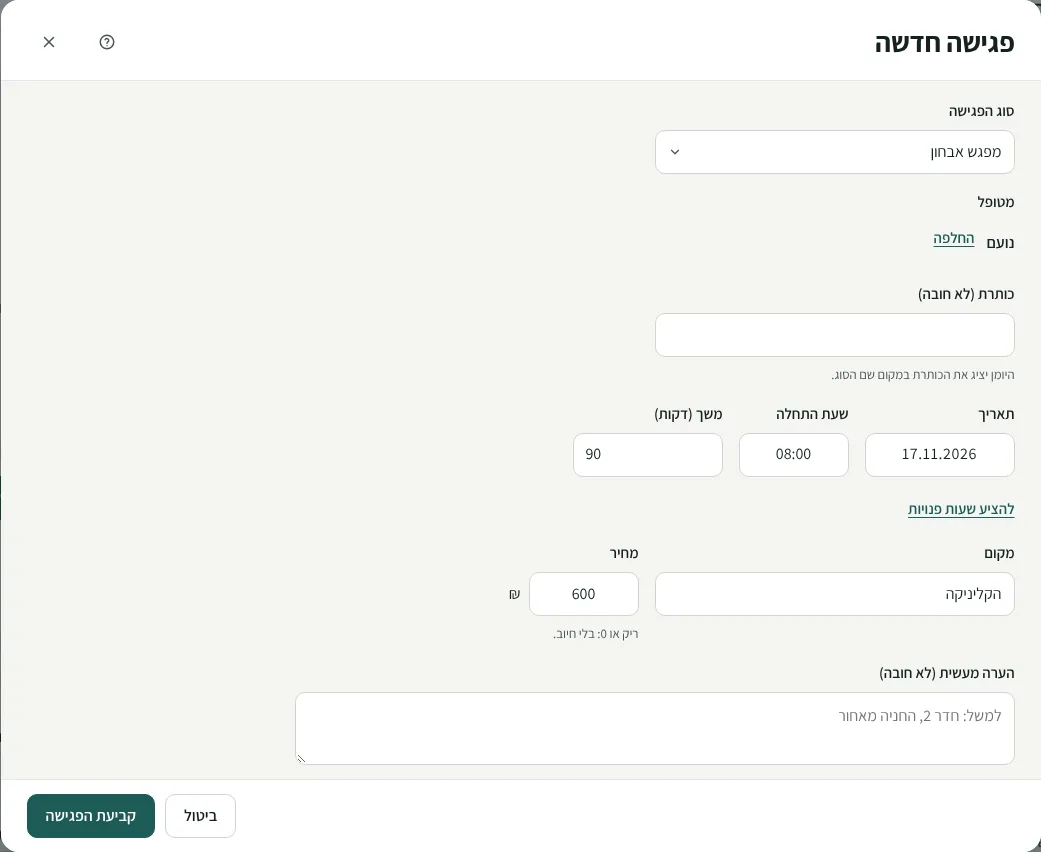 פגישה חדשה
סוג הפגישה
מפגש אבחון
מטופל
נועם החלפה
כותרת (לא חובה)
היומן יציג את הכותרת במקום שם הסוג.
תאריך שעת התחלה משך (דקות)
17.11.2026 08:00 90
להציע שעות פנויות
מקום מחיר
הקליניקה 600 ₪
ריק או 0: בלי חיוב.
הערה מעשית (לא חובה)
למשל: חדר 2, החניה מאחור
ביטול קביעת הפגישה